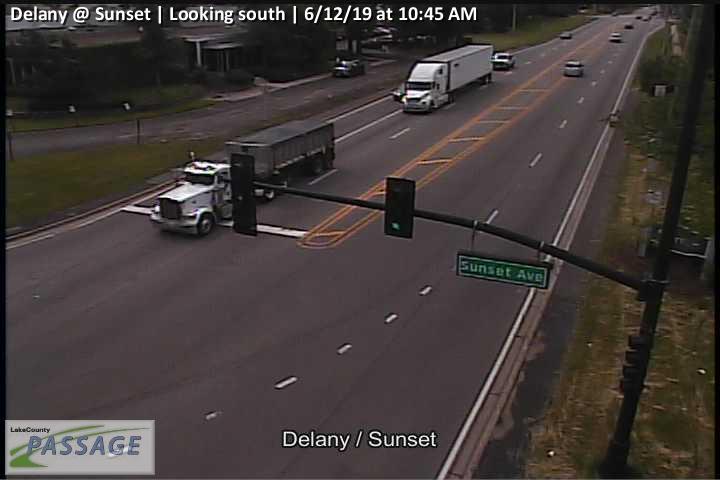 Delany @ Sunset | Looking south | 6/12/19 at 10:45 AM
Sunset Ave
Delany / Sunset
LakeCounty
PASSAGE